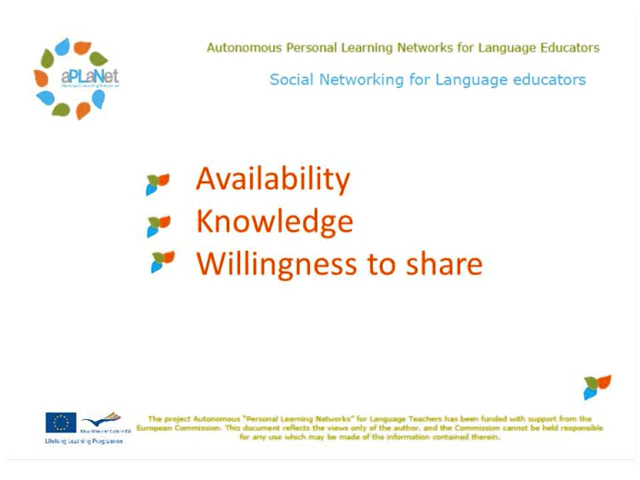 Autonomous Personal Learning Networks for Language Educators
aPLaNet
Social Networking for Language educators
Availability
Knowledge
Willingness to share
The project Autonomous "Personal Learning Networks" for Language Teachers has been funded with support from the
European Commission. This document reflects the views only of the author, and the Commission cannot be held responsible
for any use which may be made of the information contained therein.
Lifelong Learning Programme